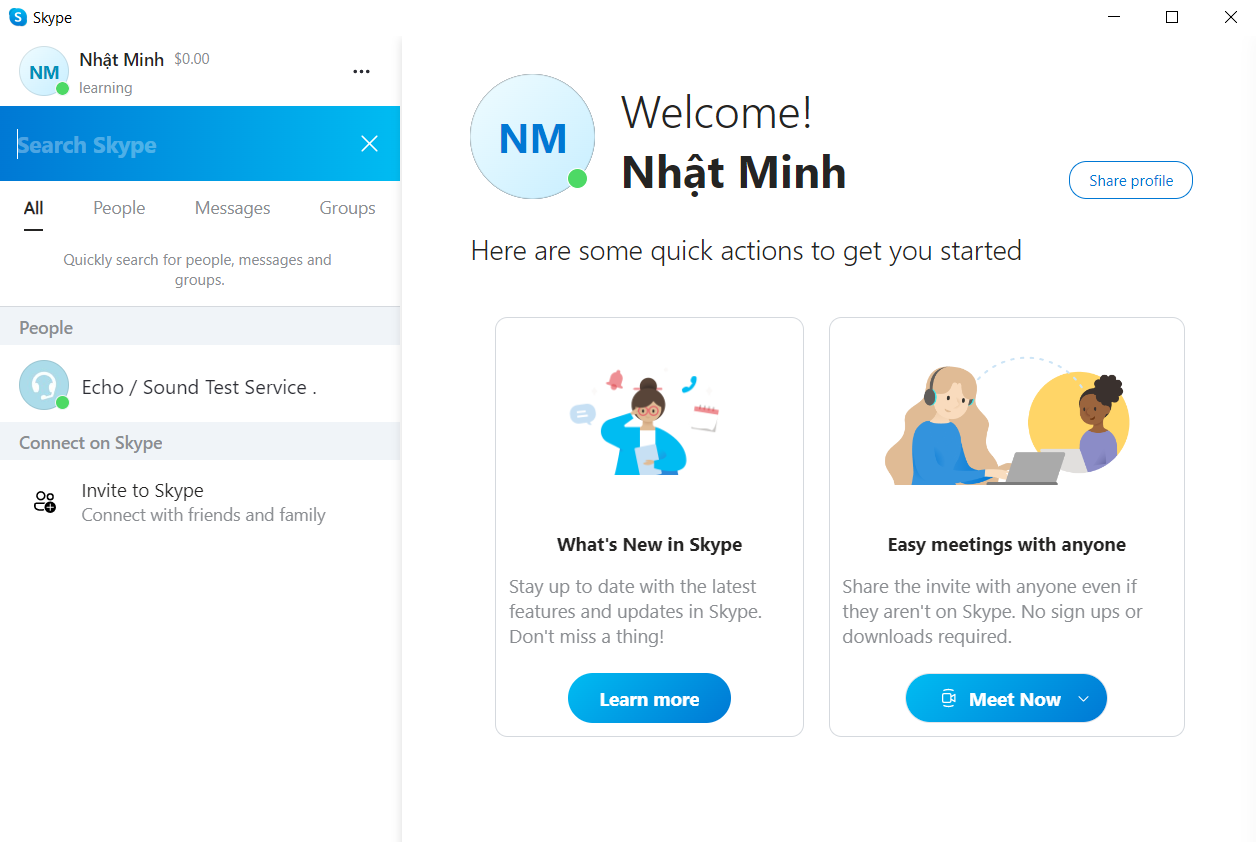 Skype
NM
Nhật Minh $0.00
learning
Search Skype
All People Messages Groups
Quickly search for people, messages and
groups.
People
Echo / Sound Test Service .
Connect on Skype
Invite to Skype
Connect with friends and family
NM
Welcome!
Nhật Minh
Share profile
Here are some quick actions to get you started
What's New in Skype
Stay up to date with the latest
features and updates in Skype.
Don't miss a thing!
Learn more
Easy meetings with anyone
Share the invite with anyone even if
they aren't on Skype. No sign ups or
downloads required.
Meet Now